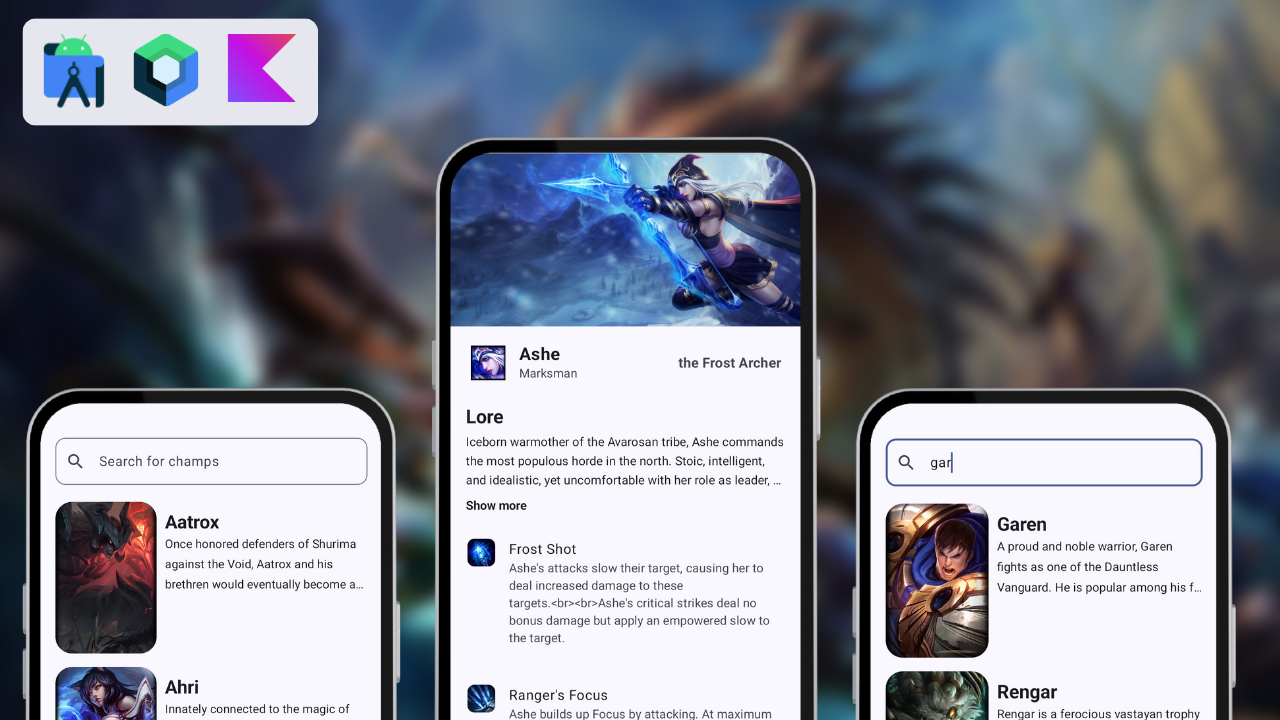 Search for champs
Aatrox
Once honored defenders of Shurima
against the Void, Aatrox and his
brethren would eventually become a…
Ahri
Innately connected to the magic of
Ashe
Marksman
the Frost Archer
Lore
Iceborn warmother of the Avarosan tribe, Ashe commands
the most populous horde in the north. Stoic, intelligent,
and idealistic, yet uncomfortable with her role as leader, …
Show more
Frost Shot
Ashe's attacks slow their target, causing her to
deal increased damage to these
targets.<br><br>Ashe's critical strikes deal no
bonus damage but apply an empowered slow to
the target.
Ranger's Focus
Ashe builds up Focus by attacking. At maximum
gar
Garen
A proud and noble warrior, Garen
fights as one of the Dauntless
Vanguard. He is popular among his f…
Rengar
Rengar is a ferocious vastayan trophy